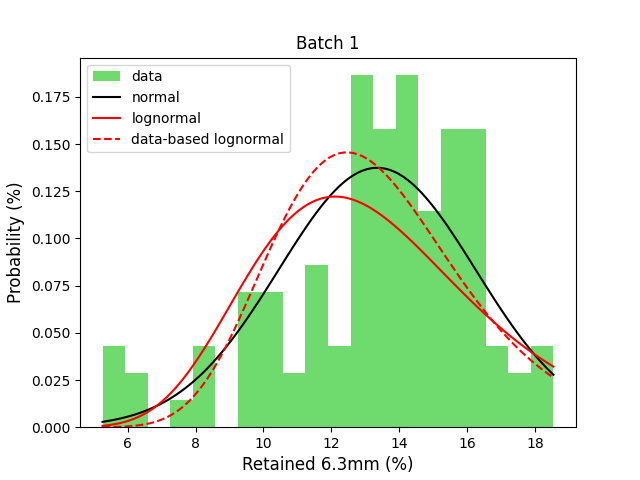 Batch 1
data
normal
lognormal
data-based lognormal
0.175
0.150
0.125
0.100
0.075
0.050
0.025
0.000
Probability (%)
6 8 10 12 14 16 18
Retained 6.3mm (%)